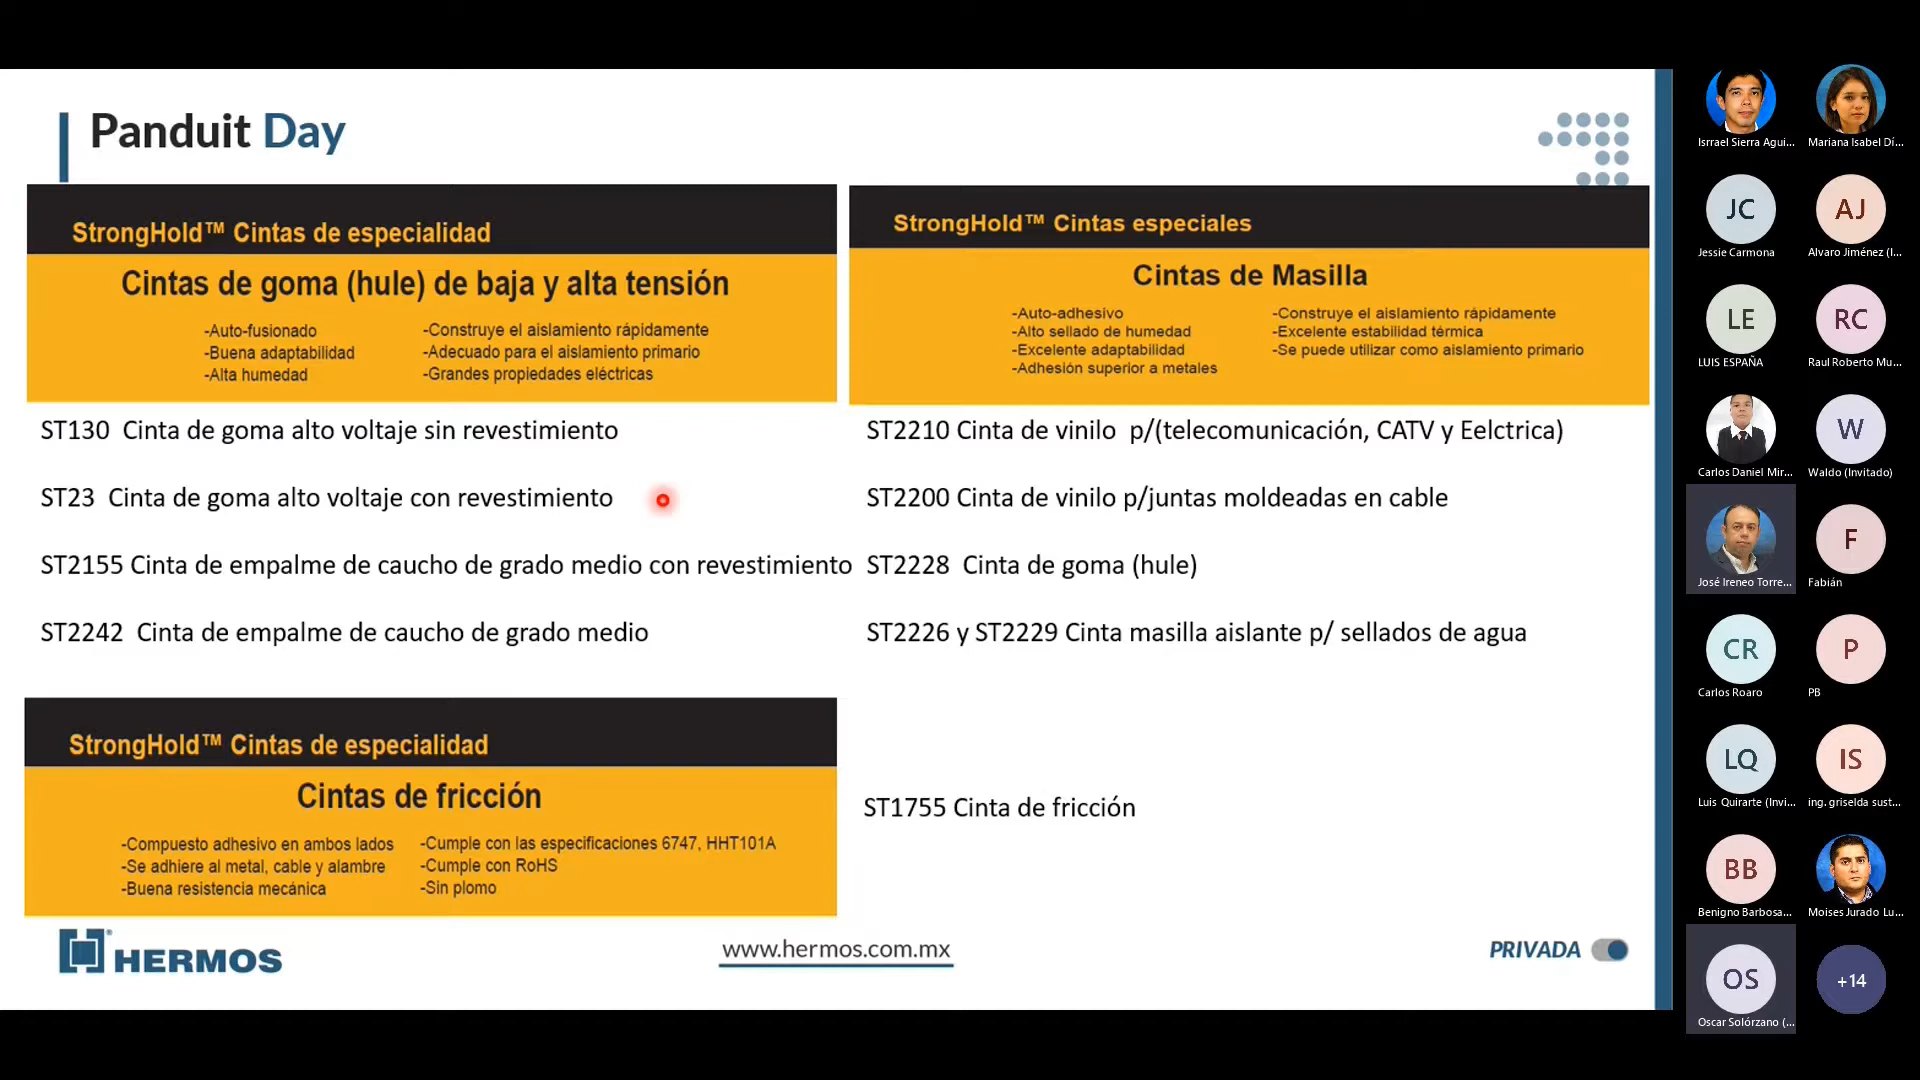 Panduit Day
StrongHold™ Cintas de especialidad
Cintas de goma (hule) de baja y alta tensión
-Auto-fusionado
-Buena adaptabilidad
-Alta humedad
-Construye el aislamiento rápidamente
-Adecuado para el aislamiento primario
-Grandes propiedades eléctricas
ST130 Cinta de goma alto voltaje sin revestimiento
ST23 Cinta de goma alto voltaje con revestimiento
ST2155 Cinta de empalme de caucho de grado medio con revestimiento
ST2242 Cinta de empalme de caucho de grado medio
StrongHold™ Cintas especiales
Cintas de Masilla
-Auto-adhesivo
-Alto sellado de humedad
-Excelente adaptabilidad
-Adhesión superior a metales
-Construye el aislamiento rápidamente
-Excelente estabilidad térmica
-Se puede utilizar como aislamiento primario
ST2210 Cinta de vinilo p/(telecomunicación, CATV y Eelctrica)
ST2200 Cinta de vinilo p/juntas moldeadas en cable
ST2228 Cinta de goma (hule)
ST2226 y ST2229 Cinta masilla aislante p/ sellados de agua
StrongHold™ Cintas de especialidad
Cintas de fricción
-Compuesto adhesivo en ambos lados
-Se adhiere al metal, cable y alambre
-Buena resistencia mecánica
-Cumple con las especificaciones 6747, HHT101A
-Cumple con RoHS
-Sin plomo
ST1755 Cinta de fricción
HERMOS
www.hermos.com.mx
PRIVADA
Isrrael Sierra Agui...
Mariana Isabel Dí...
JC
Jessie Carmona
AJ
Alvaro Jiménez (I...
LE
LUIS ESPAÑA
RC
Raul Roberto Mu...
Carlos Daniel Mir...
W
Waldo (Invitado)
José Ireneo Torre...
F
Fabián
CR
Carlos Roaro
P
PB
LQ
Luis Quirarte (Invi...
IS
ing. griselda sust...
BB
Benigno Barbosa...
Moises Jurado Lu...
OS
Oscar Solórzano (...
+14